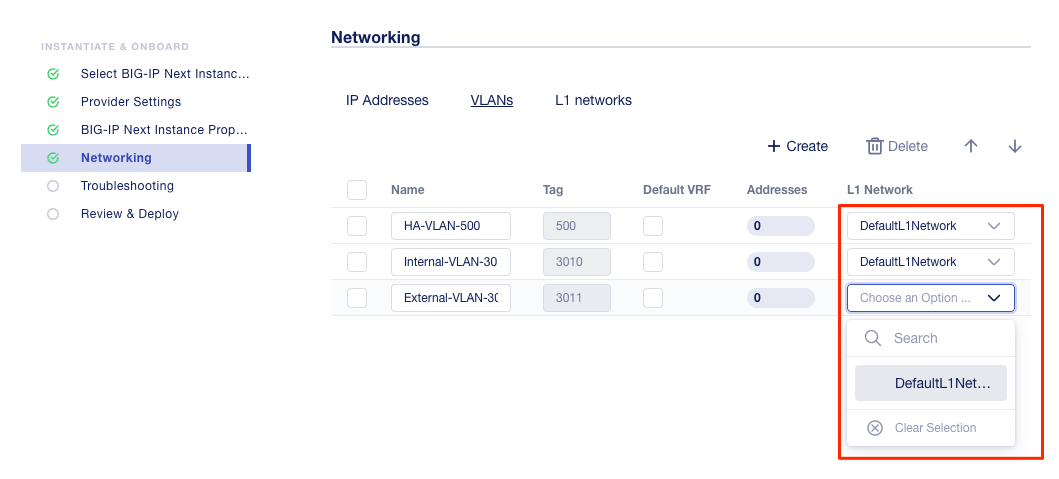 INSTANTIATE & ONBOARD
Select BIG-IP Next Instanc...
Provider Settings
BIG-IP Next Instance Prop...
Networking
Troubleshooting
Review & Deploy
Networking
IP Addresses VLANs L1 networks
+ Create Delete
Name Tag Default VRF Addresses L1 Network
HA-VLAN-500 500 0 DefaultL1Network
Internal-VLAN-30 3010 0 DefaultL1Network
External-VLAN-30 3011 0 Choose an Option ...
Search
DefaultL1Net...
Clear Selection